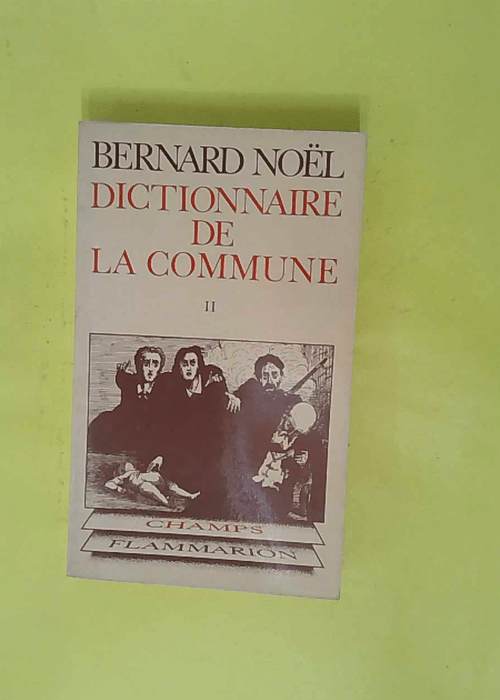 BERNARD NOËL
DICTIONNAIRE
DE
LA COMMUNE
II
CHAMPS
FLAMMARION